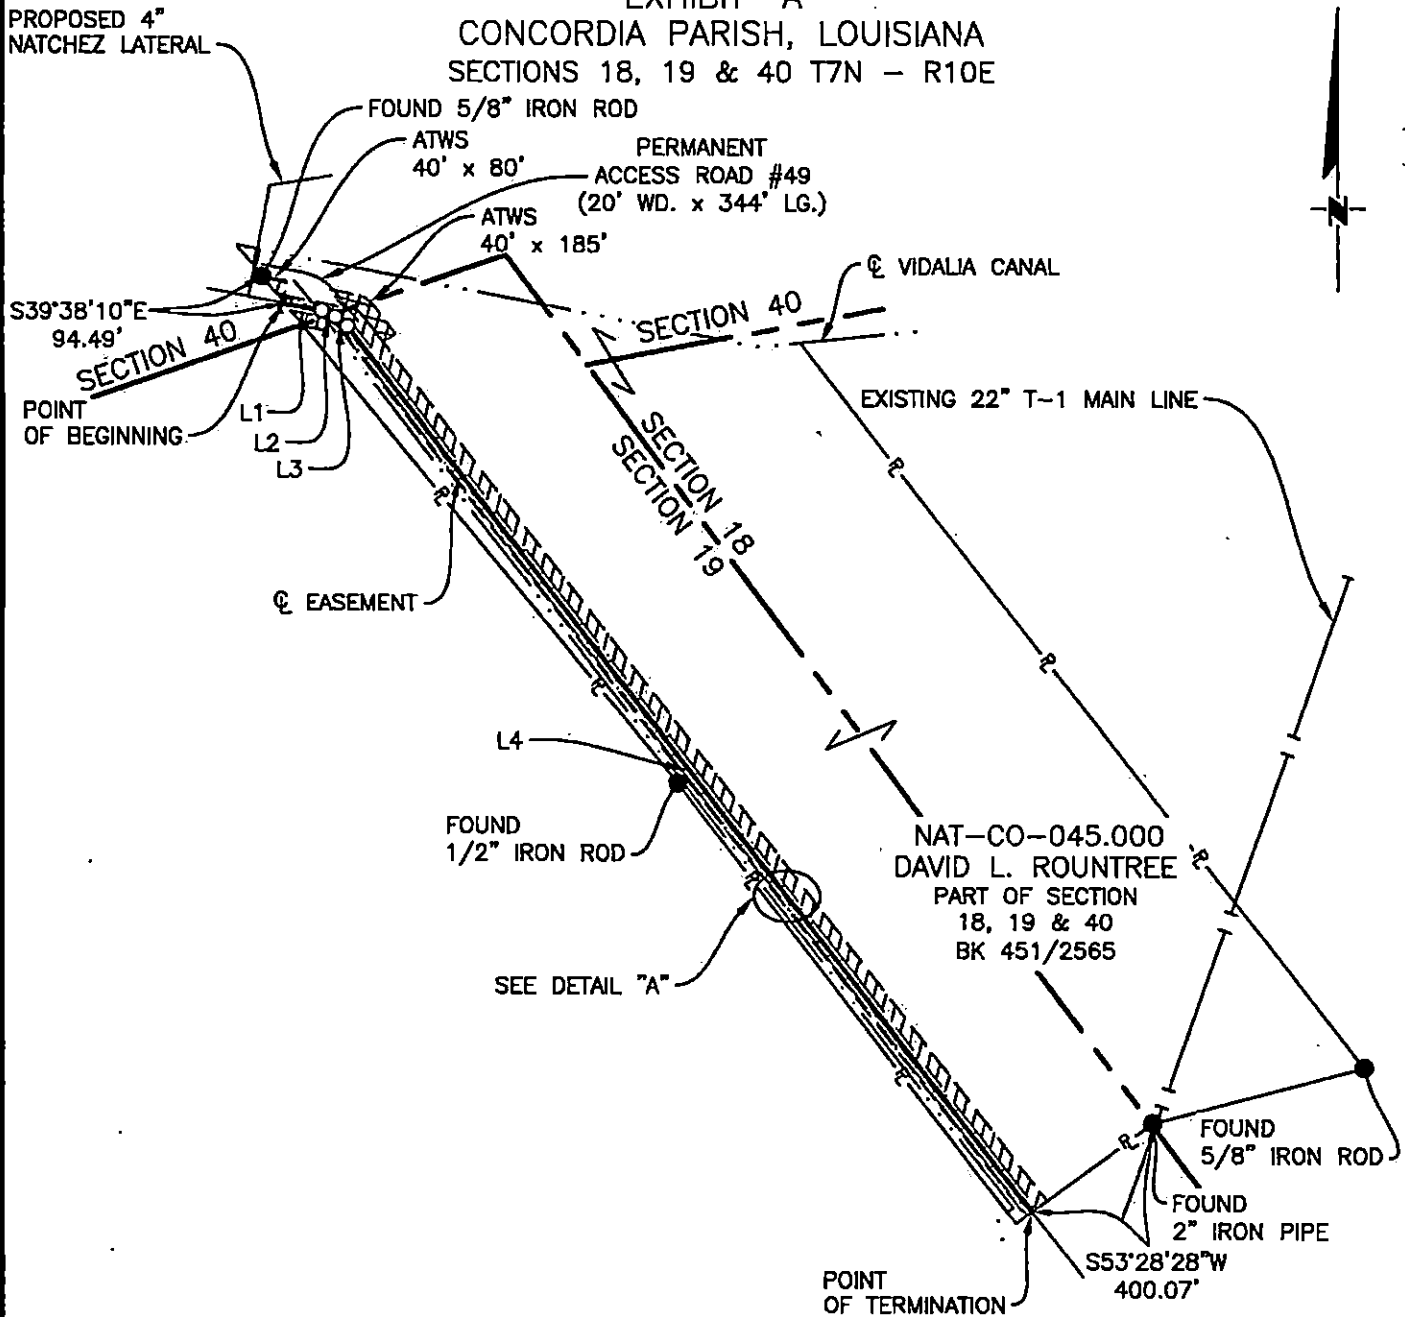 EXHIBIT "A"
CONCORDIA PARISH, LOUISIANA
SECTIONS 18, 19 & 40 T7N – R10E
PROPOSED 4"
NATCHEZ LATERAL
FOUND 5/8" IRON ROD
ATWS
40' x 80'
PERMANENT
ACCESS ROAD #49
(20' WD. x 344' LG.)
ATWS
40' x 185'
N
℄ VIDALIA CANAL
S39°38'10"E
94.49'
SECTION 40
SECTION 40
POINT
OF BEGINNING
L1
L2
L3
EXISTING 22" T-1 MAIN LINE
SECTION 18
SECTION 19
℄ EASEMENT
L4
FOUND
1/2" IRON ROD
NAT-CO-045.000
DAVID L. ROUNTREE
PART OF SECTION
18, 19 & 40
BK 451/2565
SEE DETAIL "A"
FOUND
5/8" IRON ROD
FOUND
2" IRON PIPE
S53°28'28"W
400.07'
POINT
OF TERMINATION